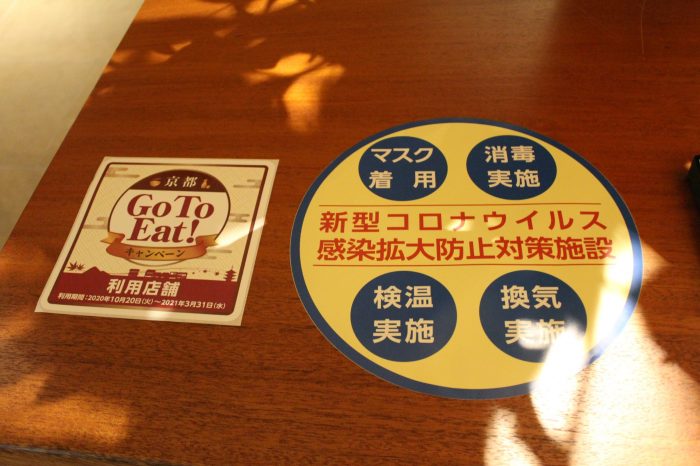 京都
Go To
Eat!
キャンペーン
利用店舗
利用期間:2020年10月20日(火)～2021年3月31日(水)
マスク
着用
消毒
実施
新型コロナウイルス
感染拡大防止対策施設
検温
実施
換気
実施